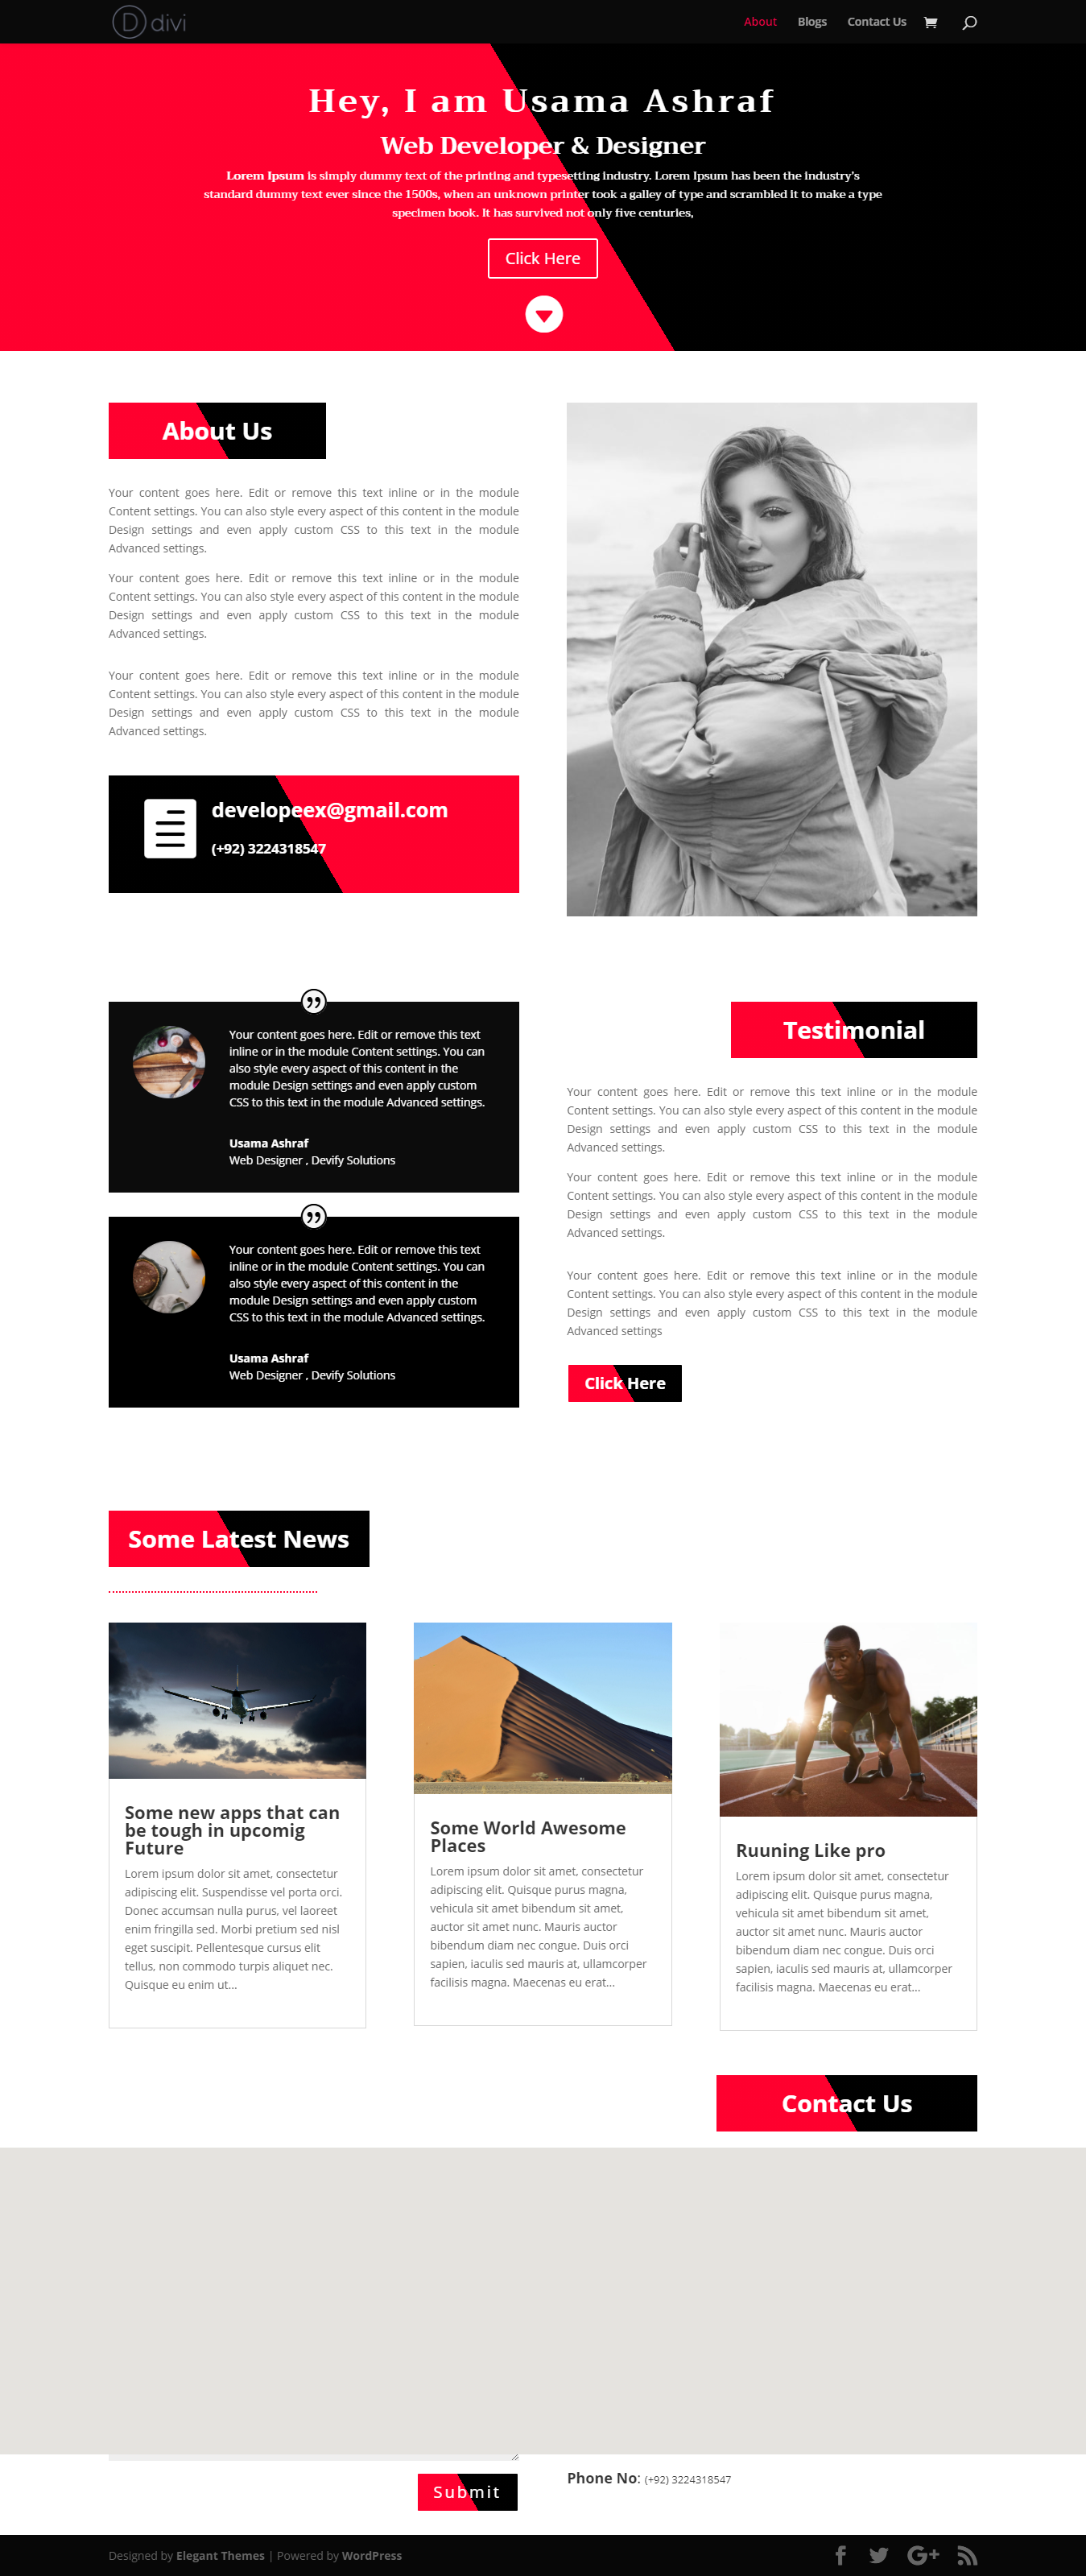 divi
About
Blogs
Contact Us
Hey, I am Usama Ashraf
Web Developer & Designer
Lorem Ipsum is simply dummy text of the printing and typesetting industry. Lorem Ipsum has been the industry's
standard dummy text ever since the 1500s, when an unknown printer took a galley of type and scrambled it to make a type
specimen book. It has survived not only five centuries,
Click Here
About Us
Your content goes here. Edit or remove this text inline or in the module
Content settings. You can also style every aspect of this content in the module
Design settings and even apply custom CSS to this text in the module
Advanced settings.
Your content goes here. Edit or remove this text inline or in the module
Content settings. You can also style every aspect of this content in the module
Design settings and even apply custom CSS to this text in the module
Advanced settings.
Your content goes here. Edit or remove this text inline or in the module
Content settings. You can also style every aspect of this content in the module
Design settings and even apply custom CSS to this text in the module
Advanced settings.
developeex@gmail.com
(+92) 3224318547
Your content goes here. Edit or remove this text
inline or in the module Content settings. You can
also style every aspect of this content in the
module Design settings and even apply custom
CSS to this text in the module Advanced settings.
Usama Ashraf
Web Designer , Devify Solutions
Your content goes here. Edit or remove this text
inline or in the module Content settings. You can
also style every aspect of this content in the
module Design settings and even apply custom
CSS to this text in the module Advanced settings.
Usama Ashraf
Web Designer , Devify Solutions
Testimonial
Your content goes here. Edit or remove this text inline or in the module
Content settings. You can also style every aspect of this content in the module
Design settings and even apply custom CSS to this text in the module
Advanced settings.
Your content goes here. Edit or remove this text inline or in the module
Content settings. You can also style every aspect of this content in the module
Design settings and even apply custom CSS to this text in the module
Advanced settings.
Your content goes here. Edit or remove this text inline or in the module
Content settings. You can also style every aspect of this content in the module
Design settings and even apply custom CSS to this text in the module
Advanced settings
Click Here
Some Latest News
Some new apps that can
be tough in upcomig
Future
Lorem ipsum dolor sit amet, consectetur
adipiscing elit. Suspendisse vel porta orci.
Donec accumsan nulla purus, vel laoreet
enim fringilla sed. Morbi pretium sed nisl
eget suscipit. Pellentesque cursus elit
tellus, non commodo turpis aliquet nec.
Quisque eu enim ut...
Some World Awesome
Places
Lorem ipsum dolor sit amet, consectetur
adipiscing elit. Quisque purus magna,
vehicula sit amet bibendum sit amet,
auctor sit amet nunc. Mauris auctor
bibendum diam nec congue. Duis orci
sapien, iaculis sed mauris at, ullamcorper
facilisis magna. Maecenas eu erat...
Ruuning Like pro
Lorem ipsum dolor sit amet, consectetur
adipiscing elit. Quisque purus magna,
vehicula sit amet bibendum sit amet,
auctor sit amet nunc. Mauris auctor
bibendum diam nec congue. Duis orci
sapien, iaculis sed mauris at, ullamcorper
facilisis magna. Maecenas eu erat...
Contact Us
Submit
Phone No: (+92) 3224318547
Designed by Elegant Themes | Powered by WordPress